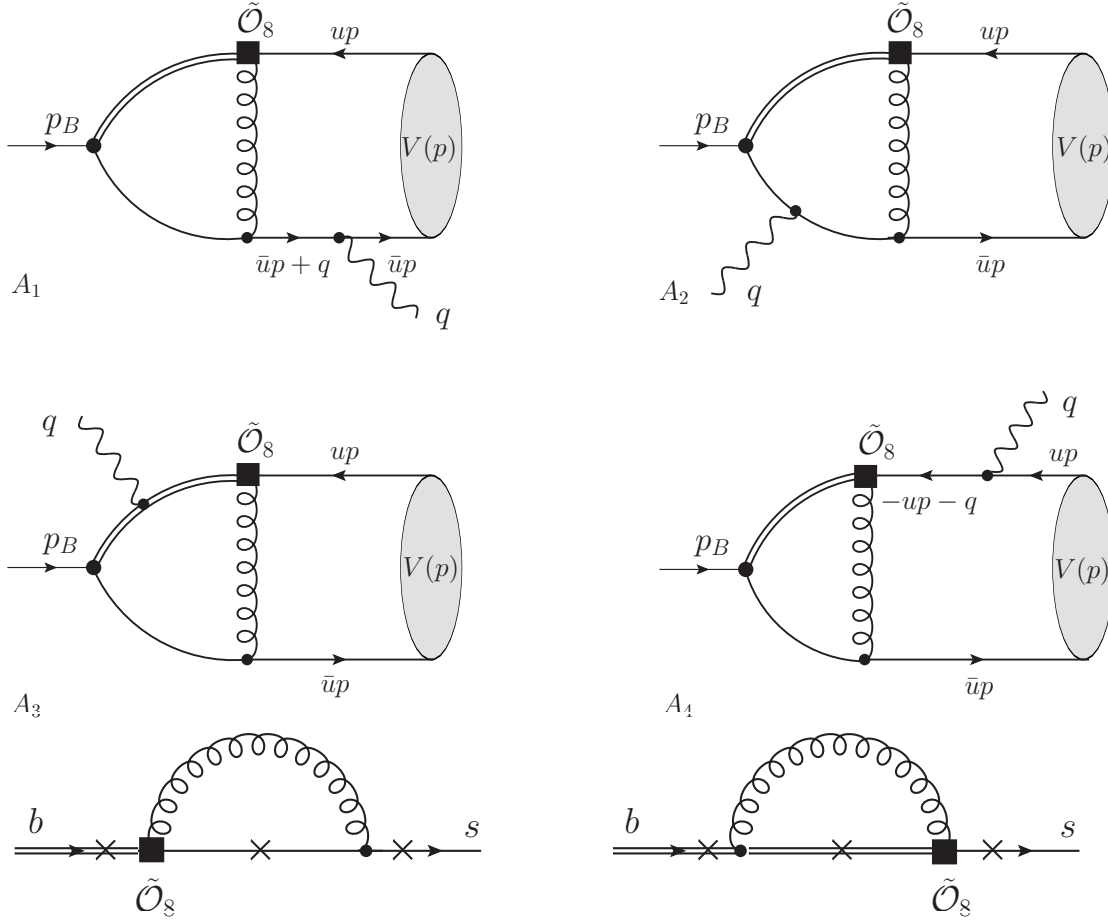 Õ₈
up
p_B
V(p)
ūp + q
ūp
A₁
q
Õ₈
up
p_B
V(p)
ūp
A₂
q
q
Õ₈
up
p_B
V(p)
ūp
A₃
q
Õ₈
up
−up − q
p_B
V(p)
ūp
A₄
b
s
Õ₈
b
s
Õ₈